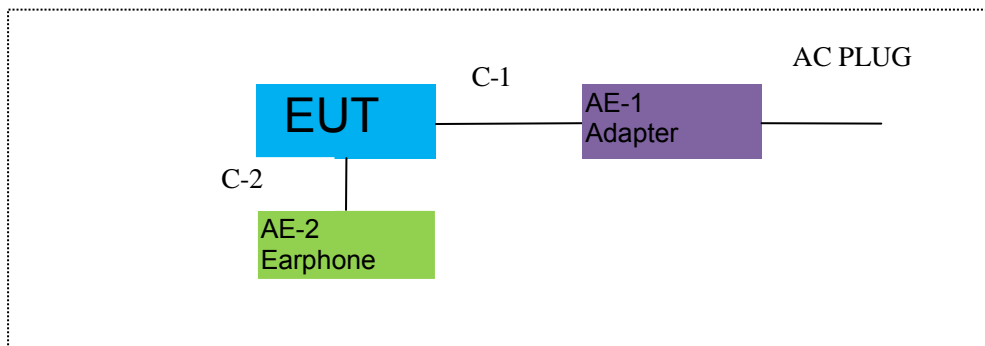 AC PLUG
C-1
EUT
AE-1
Adapter
C-2
AE-2
Earphone